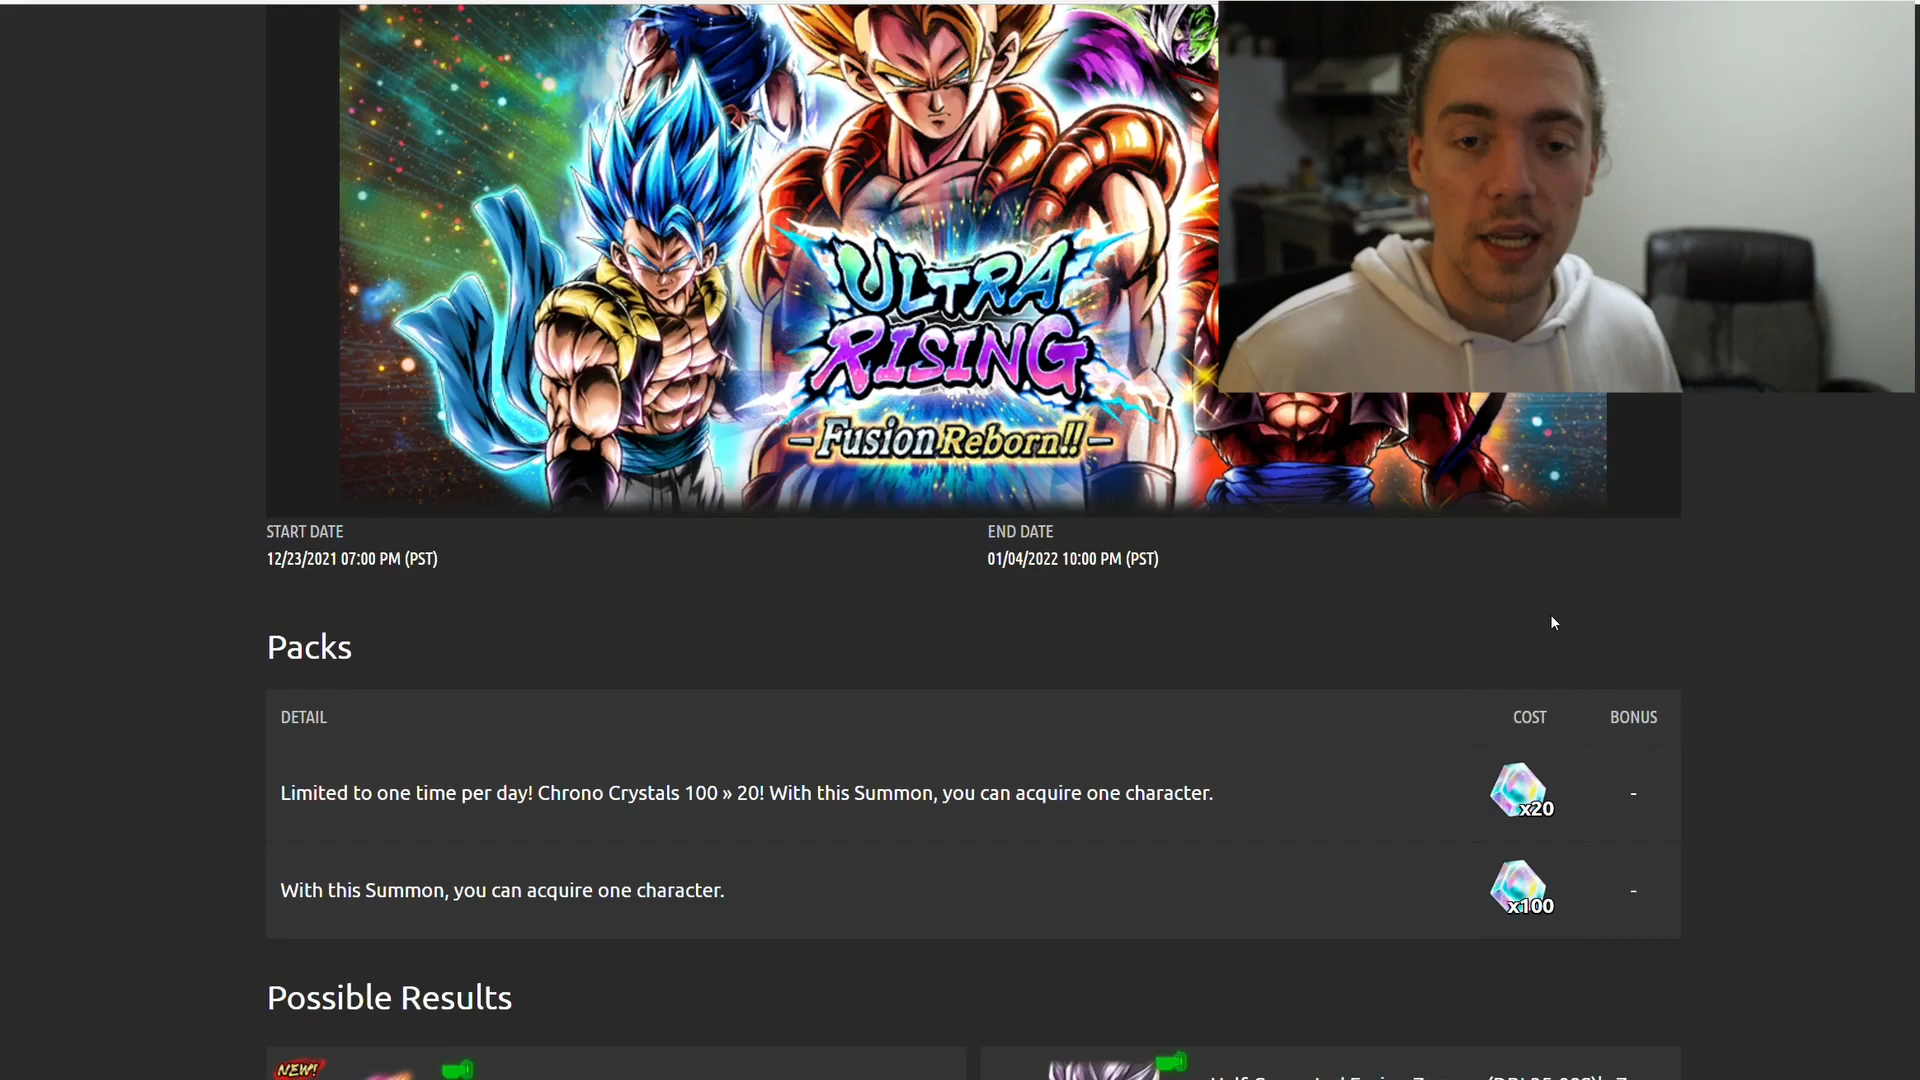 ULTRA
RISING
-Fusion Reborn!!-
START DATE
END DATE
12/23/2021 07:00 PM (PST)
01/04/2022 10:00 PM (PST)
Packs
DETAIL
COST
BONUS
Limited to one time per day! Chrono Crystals 100 » 20! With this Summon, you can acquire one character.
x20
-
With this Summon, you can acquire one character.
x100
-
Possible Results
NEW!